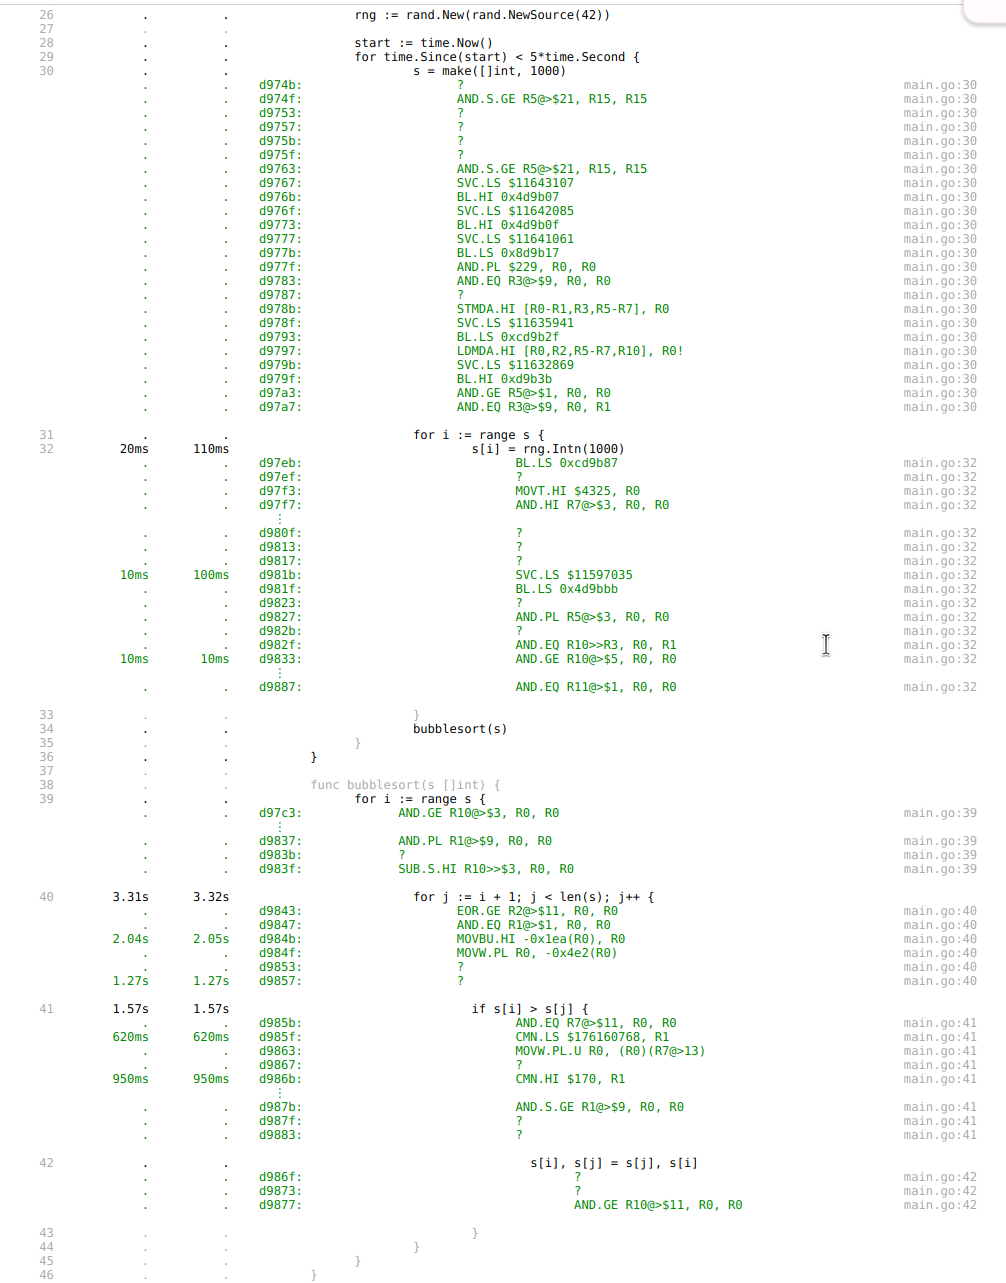 26 . . rng := rand.New(rand.NewSource(42))
27 . .
28 . . start := time.Now()
29 . . for time.Since(start) < 5*time.Second {
30 . . s = make([]int, 1000)
. . d974b: ? main.go:30
. . d974f: AND.S.GE R5@>$21, R15, R15 main.go:30
. . d9753: ? main.go:30
. . d9757: ? main.go:30
. . d975b: ? main.go:30
. . d975f: ? main.go:30
. . d9763: AND.S.GE R5@>$21, R15, R15 main.go:30
. . d9767: SVC.LS $11643107 main.go:30
. . d976b: BL.HI 0x4d9b07 main.go:30
. . d976f: SVC.LS $11642085 main.go:30
. . d9773: BL.HI 0x4d9b0f main.go:30
. . d9777: SVC.LS $11641061 main.go:30
. . d977b: BL.LS 0x8d9b17 main.go:30
. . d977f: AND.PL $229, R0, R0 main.go:30
. . d9783: AND.EQ R3@>$9, R0, R0 main.go:30
. . d9787: ? main.go:30
. . d978b: STMDA.HI [R0-R1,R3,R5-R7], R0 main.go:30
. . d978f: SVC.LS $11635941 main.go:30
. . d9793: BL.LS 0xcd9b2f main.go:30
. . d9797: LDMDA.HI [R0,R2,R5-R7,R10], R0! main.go:30
. . d979b: SVC.LS $11632869 main.go:30
. . d979f: BL.HI 0xd9b3b main.go:30
. . d97a3: AND.GE R5@>$1, R0, R0 main.go:30
. . d97a7: AND.EQ R3@>$9, R0, R1 main.go:30
31 . . for i := range s {
32 20ms 110ms s[i] = rng.Intn(1000)
. . d97eb: BL.LS 0xcd9b87 main.go:32
. . d97ef: ? main.go:32
. . d97f3: MOVT.HI $4325, R0 main.go:32
. . d97f7: AND.HI R7@>$3, R0, R0 main.go:32
⋮
. . d980f: ? main.go:32
. . d9813: ? main.go:32
. . d9817: ? main.go:32
10ms 100ms d981b: SVC.LS $11597035 main.go:32
. . d981f: BL.LS 0x4d9bbb main.go:32
. . d9823: ? main.go:32
. . d9827: AND.PL R5@>$3, R0, R0 main.go:32
. . d982b: ? main.go:32
. . d982f: AND.EQ R10>>R3, R0, R1 main.go:32
10ms 10ms d9833: AND.GE R10@>$5, R0, R0 main.go:32
⋮
. . d9887: AND.EQ R11@>$1, R0, R0 main.go:32
33 . . }
34 . . bubblesort(s)
35 . . }
36 . . }
37 . .
38 . . func bubblesort(s []int) {
39 . . for i := range s {
. . d97c3: AND.GE R10@>$3, R0, R0 main.go:39
⋮
. . d9837: AND.PL R1@>$9, R0, R0 main.go:39
. . d983b: ? main.go:39
. . d983f: SUB.S.HI R10>>$3, R0, R0 main.go:39
40 3.31s 3.32s for j := i + 1; j < len(s); j++ {
. . d9843: EOR.GE R2@>$11, R0, R0 main.go:40
. . d9847: AND.EQ R1@>$1, R0, R0 main.go:40
2.04s 2.05s d984b: MOVBU.HI -0x1ea(R0), R0 main.go:40
. . d984f: MOVW.PL R0, -0x4e2(R0) main.go:40
. . d9853: ? main.go:40
1.27s 1.27s d9857: ? main.go:40
41 1.57s 1.57s if s[i] > s[j] {
. . d985b: AND.EQ R7@>$11, R0, R0 main.go:41
620ms 620ms d985f: CMN.LS $176160768, R1 main.go:41
. . d9863: MOVW.PL.U R0, (R0)(R7@>13) main.go:41
. . d9867: ? main.go:41
950ms 950ms d986b: CMN.HI $170, R1 main.go:41
⋮
. . d987b: AND.S.GE R1@>$9, R0, R0 main.go:41
. . d987f: ? main.go:41
. . d9883: ? main.go:41
42 . . s[i], s[j] = s[j], s[i]
. . d986f: ? main.go:42
. . d9873: ? main.go:42
. . d9877: AND.GE R10@>$11, R0, R0 main.go:42
43 . . }
44 . . }
45 . . }
46 . . }